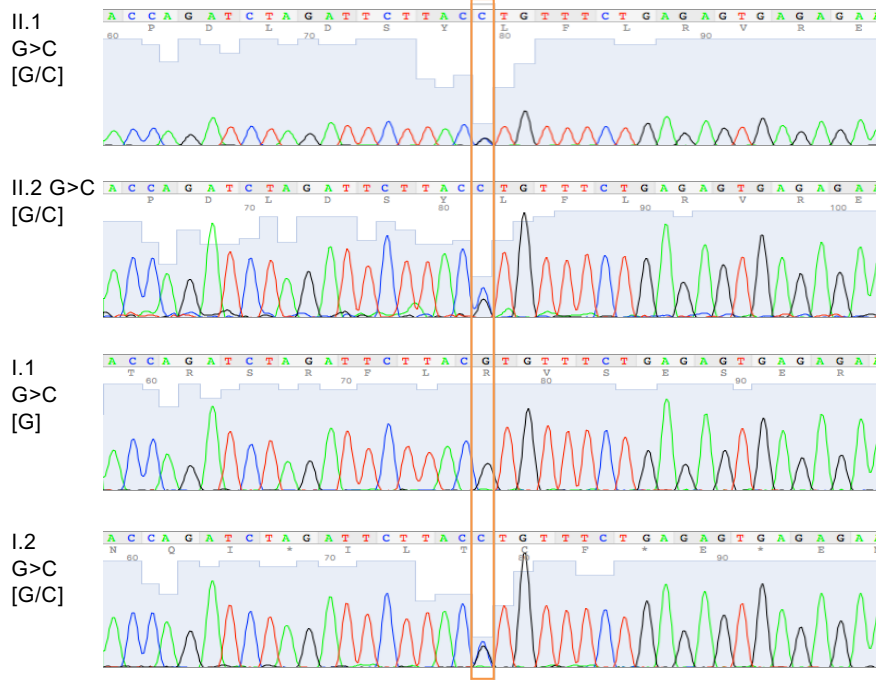 II.1
G>C
[G/C]
A C C A G A T C T A G A T T C T T A C C T G T T T C T G A G A G T G A G A G A A
P D L D S Y L F L R V R E
60 70 80 90
II.2 G>C
[G/C]
A C C A G A T C T A G A T T C T T A C C T G T T T C T G A G A G T G A G A G A A
P D L D S Y L F L R V R E
70 80 90 100
I.1
G>C
[G]
A C C A G A T C T A G A T T C T T A C G T G T T T C T G A G A G T G A G A G A A
T R S R F L R V S E S E R
60 70 80 90
I.2
G>C
[G/C]
A C C A G A T C T A G A T T C T T A C C T G T T T C T G A G A G T G A G A G A A
N Q I * I L T C F * E * E
60 70 80 90